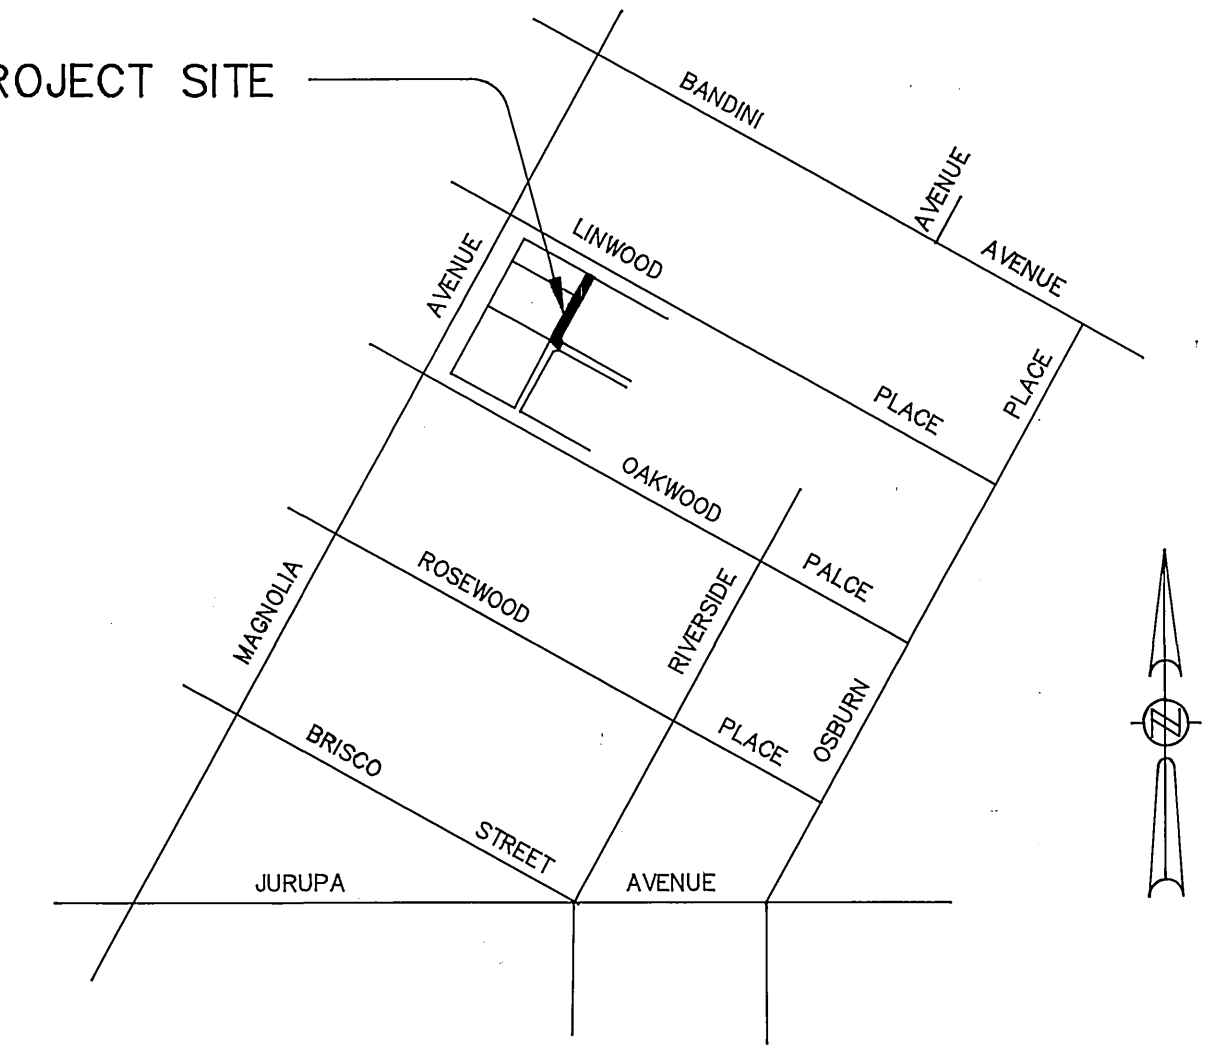 ROJECT SITE
BANDINI
AVENUE
AVENUE
LINWOOD
AVENUE
PLACE
PLACE
OAKWOOD
PALCE
ROSEWOOD
RIVERSIDE
MAGNOLIA
PLACE
OSBURN
BRISCO
STREET
JURUPA
AVENUE
N